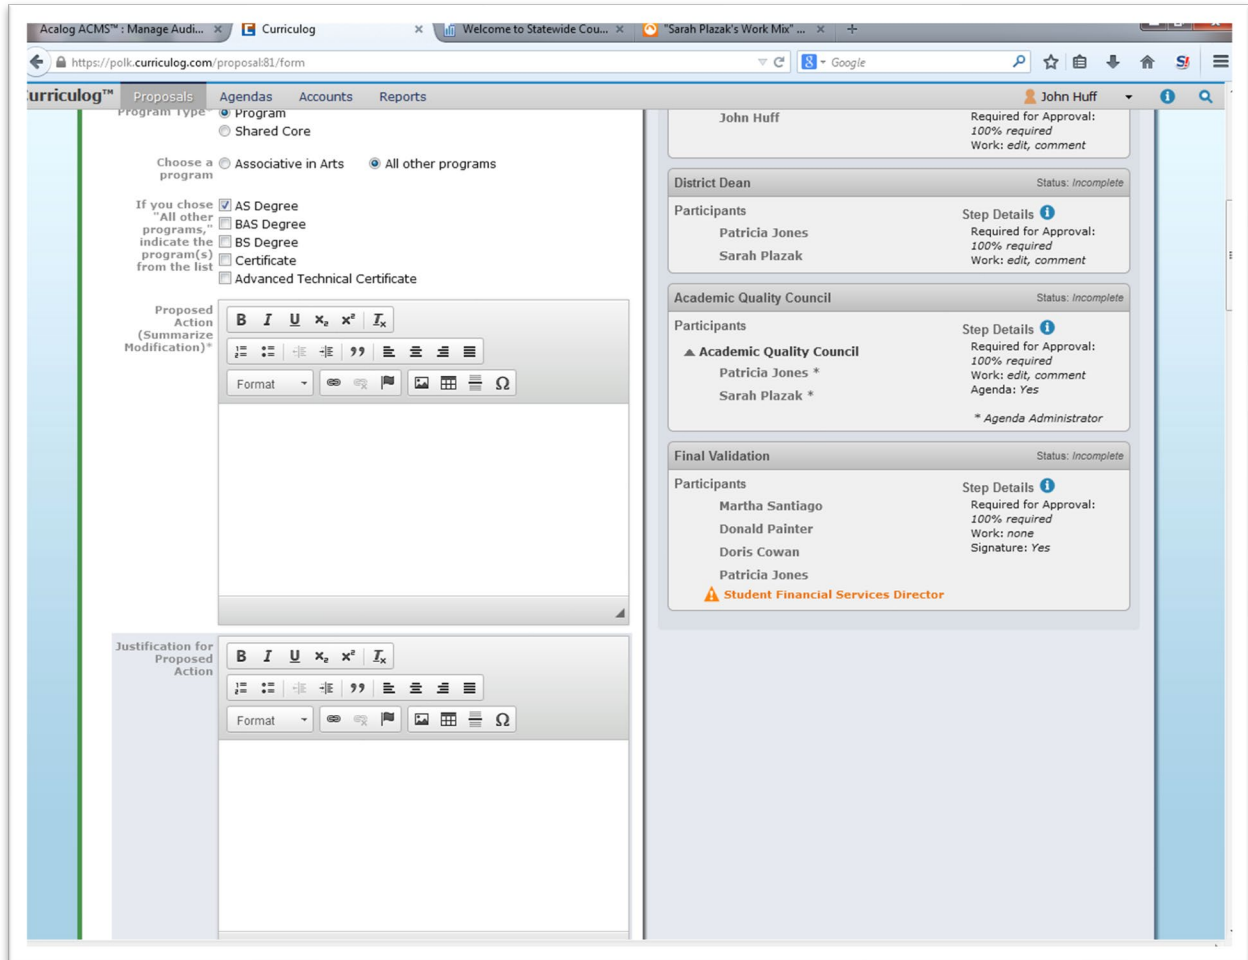 Acalog ACMS™ : Manage Audi...
Curriculog
Welcome to Statewide Cou...
"Sarah Plazak's Work Mix" ...
https://polk.curriculog.com/proposal:81/form
Google
urriculog™ Proposals Agendas Accounts Reports John Huff
Program Type*
Program
Shared Core
Choose a program
Associative in Arts
All other programs
If you chose
"All other
programs,"
indicate the
program(s)
from the list
AS Degree
BAS Degree
BS Degree
Certificate
Advanced Technical Certificate
Proposed
Action
(Summarize
Modification)*
B I U x₂ x² Ix
Format
Ω
Justification for
Proposed
Action
B I U x₂ x² Ix
Format
Ω
John Huff
Required for Approval:
100% required
Work: edit, comment
District Dean
Status: Incomplete
Participants
Patricia Jones
Sarah Plazak
Step Details
Required for Approval:
100% required
Work: edit, comment
Academic Quality Council
Status: Incomplete
Participants
Academic Quality Council
Patricia Jones *
Sarah Plazak *
Step Details
Required for Approval:
100% required
Work: edit, comment
Agenda: Yes
* Agenda Administrator
Final Validation
Status: Incomplete
Participants
Martha Santiago
Donald Painter
Doris Cowan
Patricia Jones
Student Financial Services Director
Step Details
Required for Approval:
100% required
Work: none
Signature: Yes